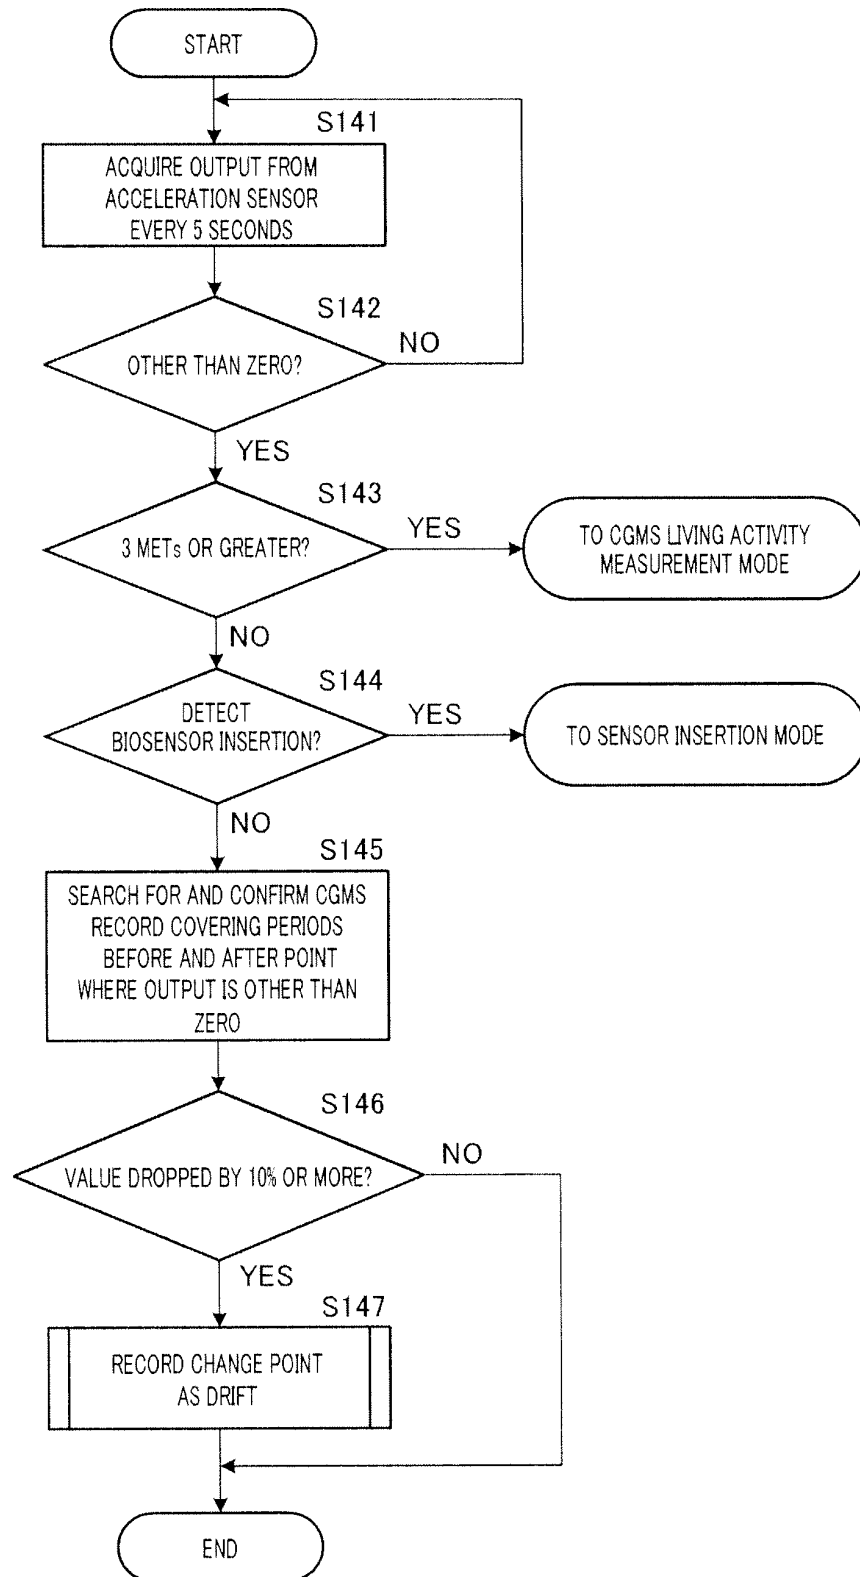 START
S141
ACQUIRE OUTPUT FROM
ACCELERATION SENSOR
EVERY 5 SECONDS
S142
OTHER THAN ZERO?
NO
YES
S143
3 METs OR GREATER?
YES
TO CGMS LIVING ACTIVITY
MEASUREMENT MODE
NO
S144
DETECT
BIOSENSOR INSERTION?
YES
TO SENSOR INSERTION MODE
NO
S145
SEARCH FOR AND CONFIRM CGMS
RECORD COVERING PERIODS
BEFORE AND AFTER POINT
WHERE OUTPUT IS OTHER THAN
ZERO
S146
VALUE DROPPED BY 10% OR MORE?
NO
YES
S147
RECORD CHANGE POINT
AS DRIFT
END